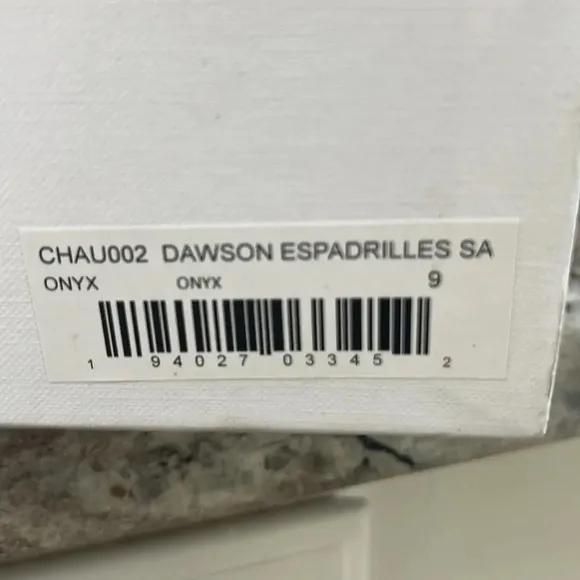 CHAU002 DAWSON ESPADRILLES SA
ONYX ONYX 9
1 94027 03345 2